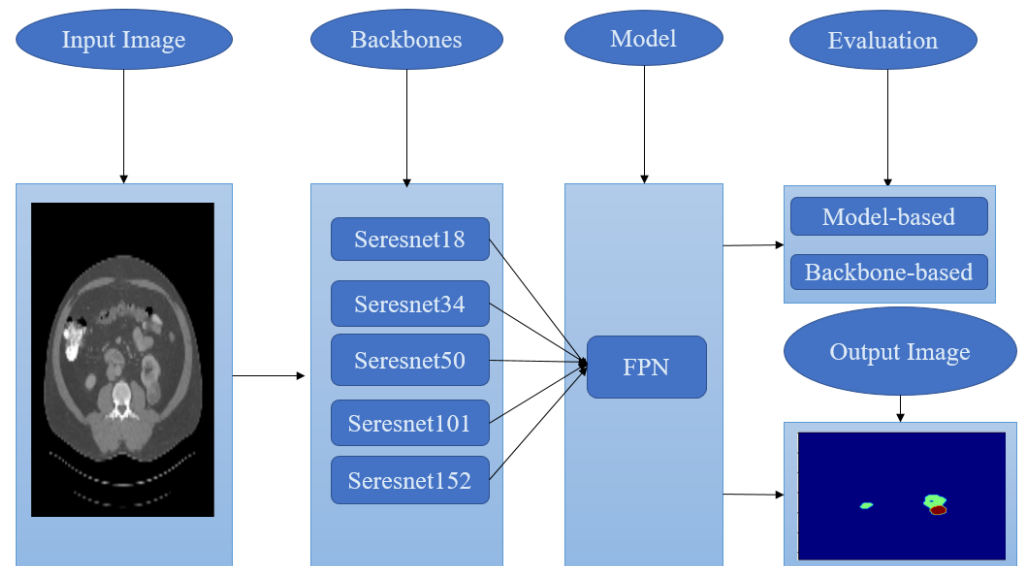 Input Image
Backbones
Model
Evaluation
Seresnet18
Seresnet34
Seresnet50
Seresnet101
Seresnet152
FPN
Model-based
Backbone-based
Output Image